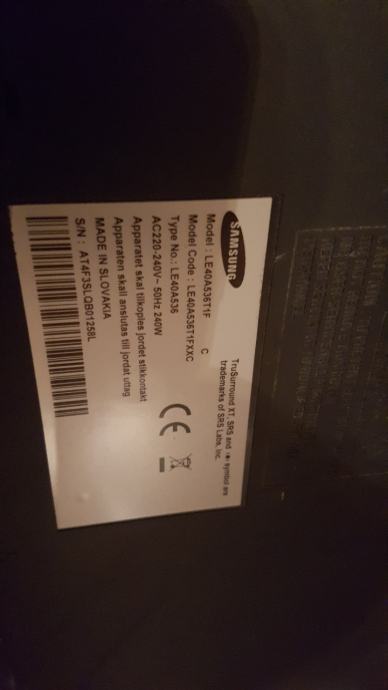 SAMSUNG
TruSurround XT, SRS and symbol are
trademarks of SRS Labs, Inc.
Model : LE40A536T1F C
Model Code : LE40A536T1FXXC
Type No.: LE40A536
AC220-240V~ 50Hz 240W
Apparatet skal tilkoples jordet stikkontakt
Apparaten skall anslutas till jordat uttag
MADE IN SLOVAKIA
S/N : AT4F3SLQB01258L